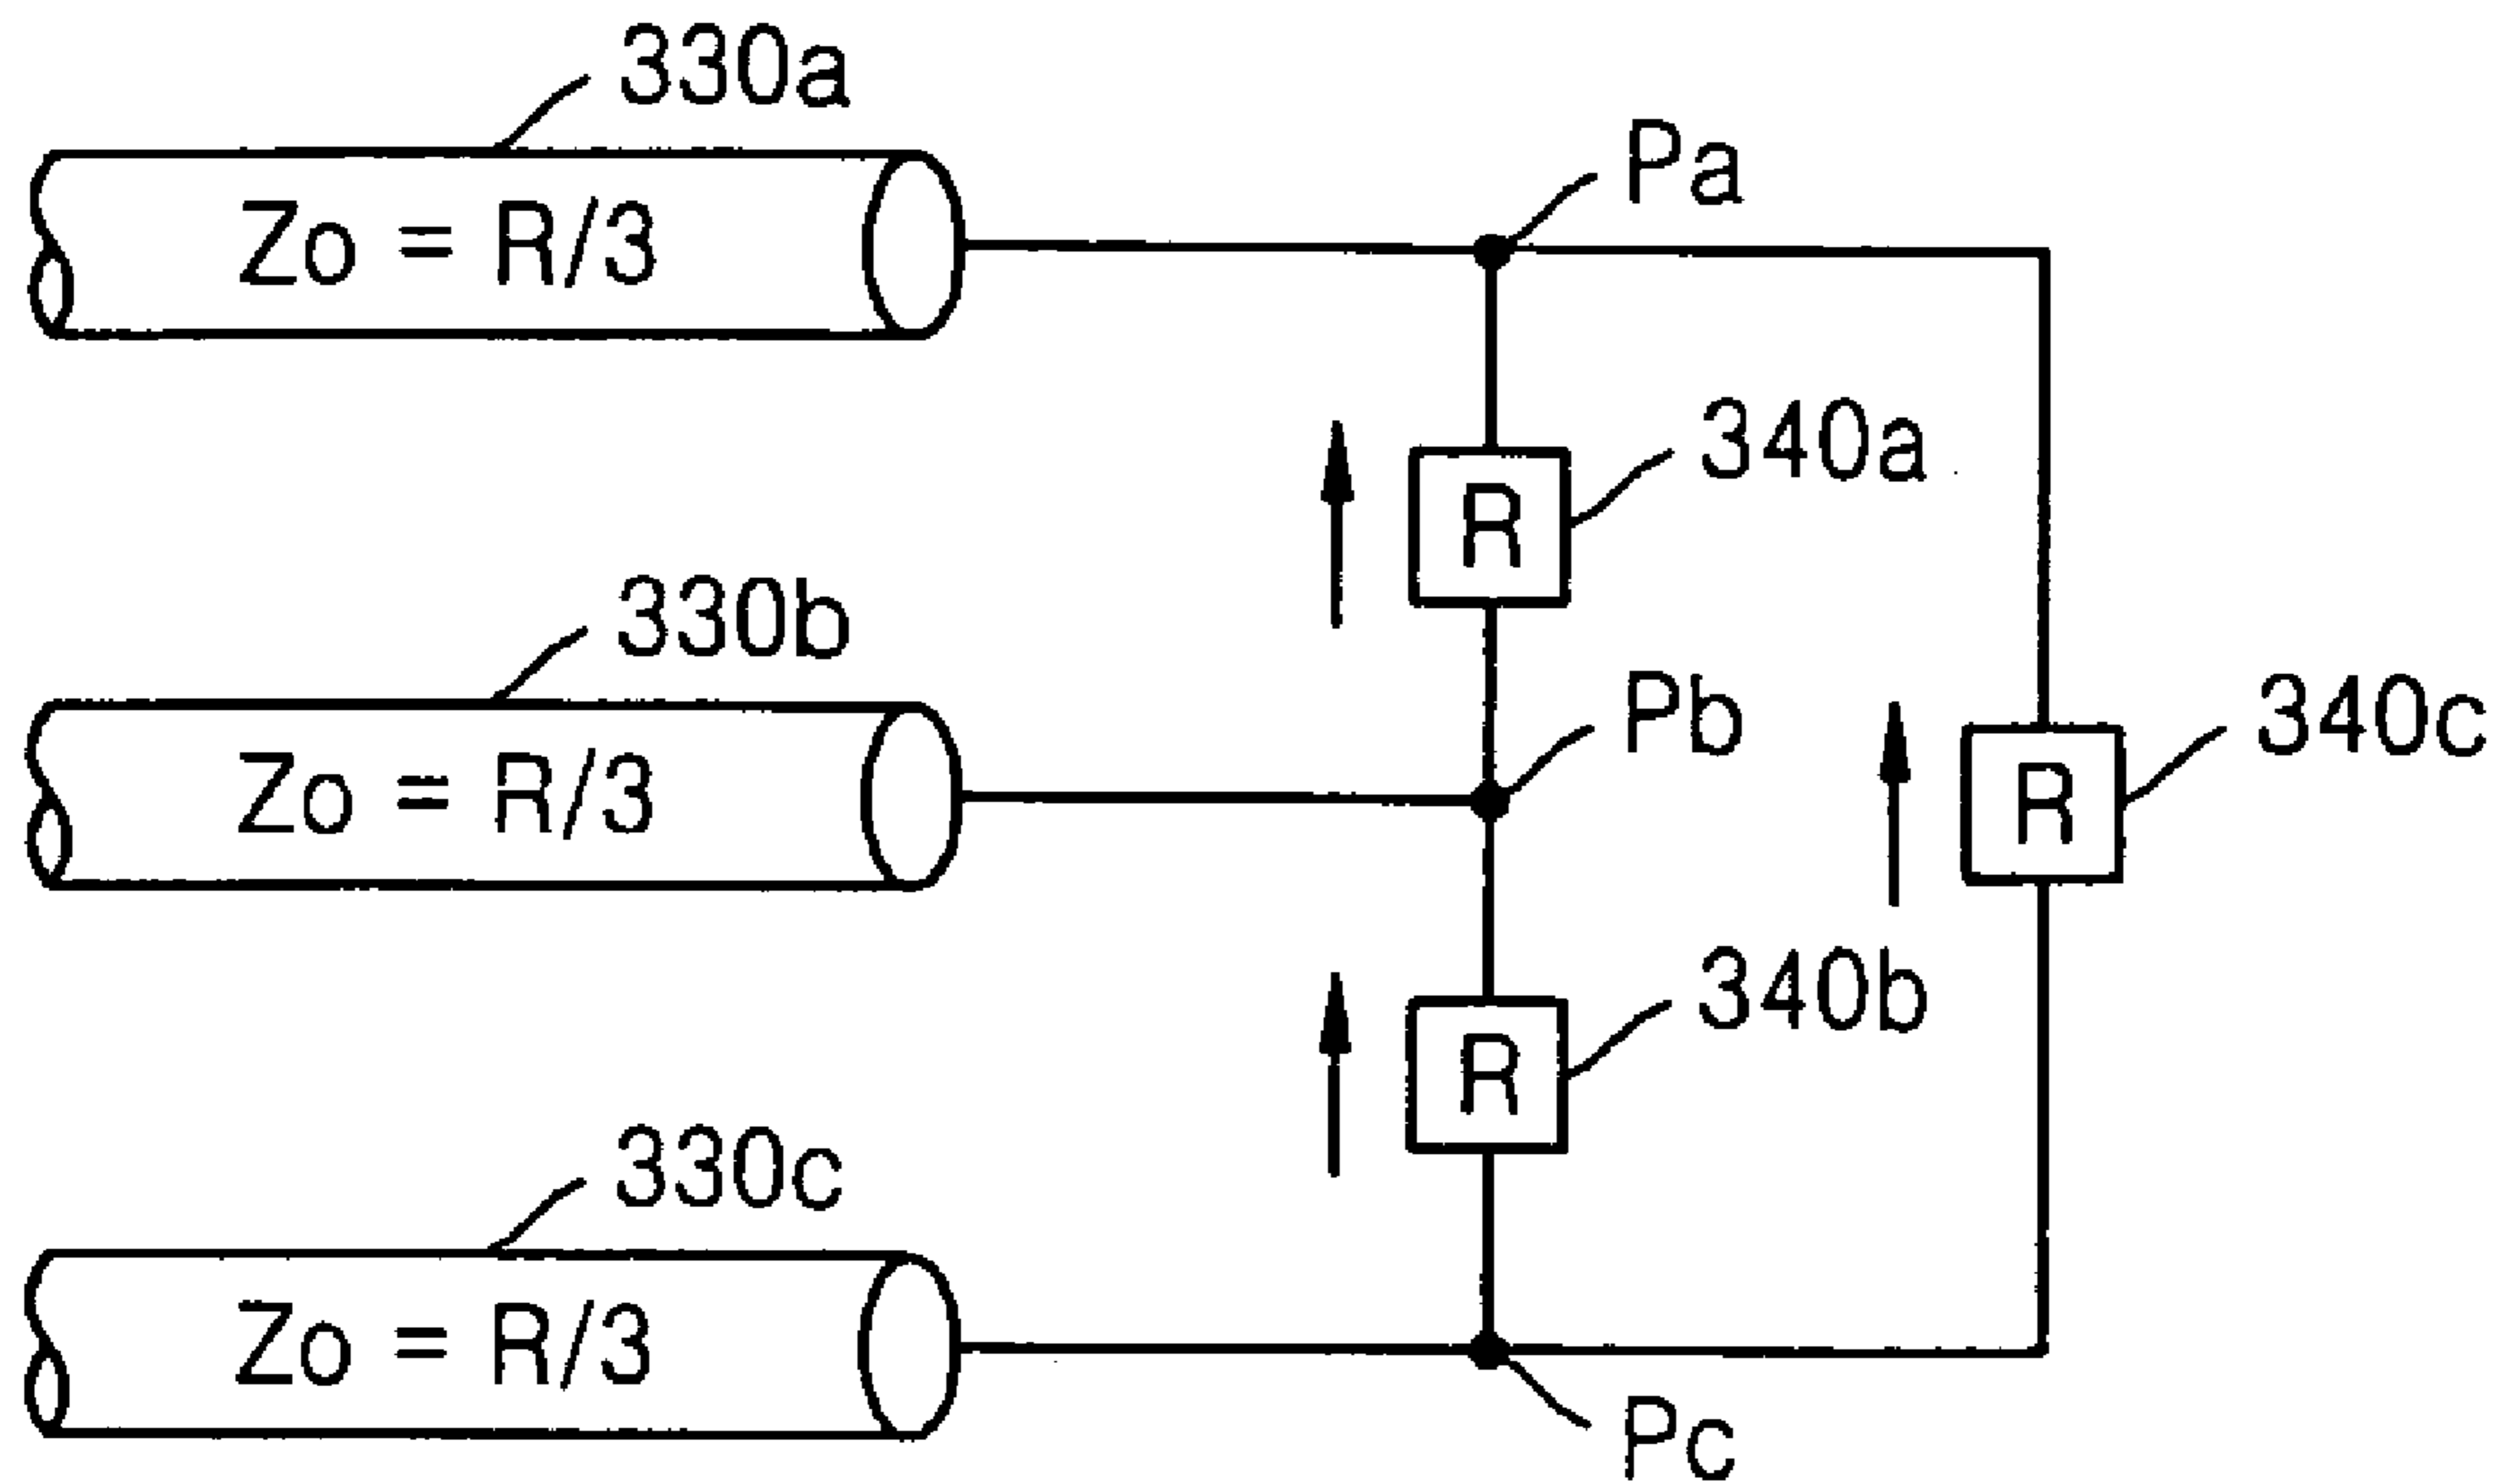 330a
Zo = R/3
Pa
340a
R
330b
Zo = R/3
Pb
340c
R
340b
R
330c
Zo = R/3
Pc